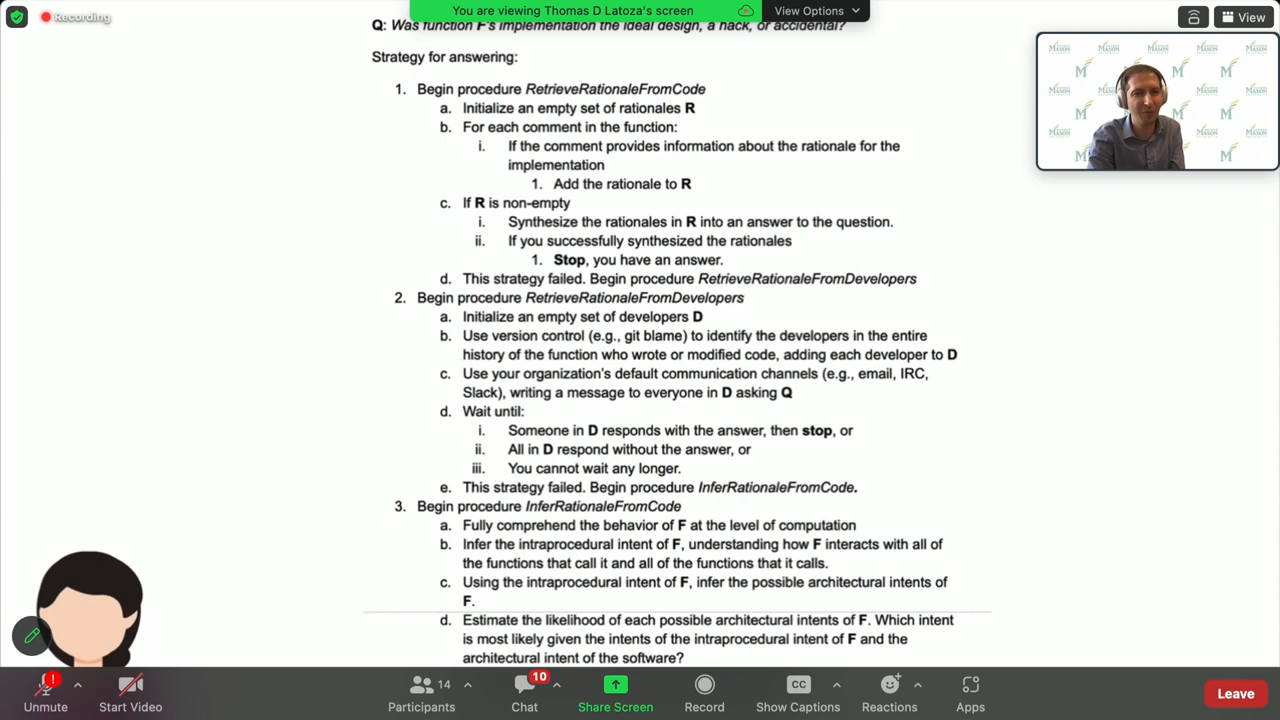 Recording
You are viewing Thomas D Latoza's screen
View Options
View
Q: Was function F's implementation the ideal design, a hack, or accidental?
Strategy for answering:
1. Begin procedure RetrieveRationaleFromCode
a. Initialize an empty set of rationales R
b. For each comment in the function:
i. If the comment provides information about the rationale for the
implementation
1. Add the rationale to R
c. If R is non-empty
i. Synthesize the rationales in R into an answer to the question.
ii. If you successfully synthesized the rationales
1. Stop, you have an answer.
d. This strategy failed. Begin procedure RetrieveRationaleFromDevelopers
2. Begin procedure RetrieveRationaleFromDevelopers
a. Initialize an empty set of developers D
b. Use version control (e.g., git blame) to identify the developers in the entire
history of the function who wrote or modified code, adding each developer to D
c. Use your organization's default communication channels (e.g., email, IRC,
Slack), writing a message to everyone in D asking Q
d. Wait until:
i. Someone in D responds with the answer, then stop, or
ii. All in D respond without the answer, or
iii. You cannot wait any longer.
e. This strategy failed. Begin procedure InferRationaleFromCode.
3. Begin procedure InferRationaleFromCode
a. Fully comprehend the behavior of F at the level of computation
b. Infer the intraprocedural intent of F, understanding how F interacts with all of
the functions that call it and all of the functions that it calls.
c. Using the intraprocedural intent of F, infer the possible architectural intents of
F.
d. Estimate the likelihood of each possible architectural intents of F. Which intent
is most likely given the intents of the intraprocedural intent of F and the
architectural intent of the software?
Unmute
Start Video
14
Participants
10
Chat
Share Screen
Record
CC
Show Captions
Reactions
Apps
Leave